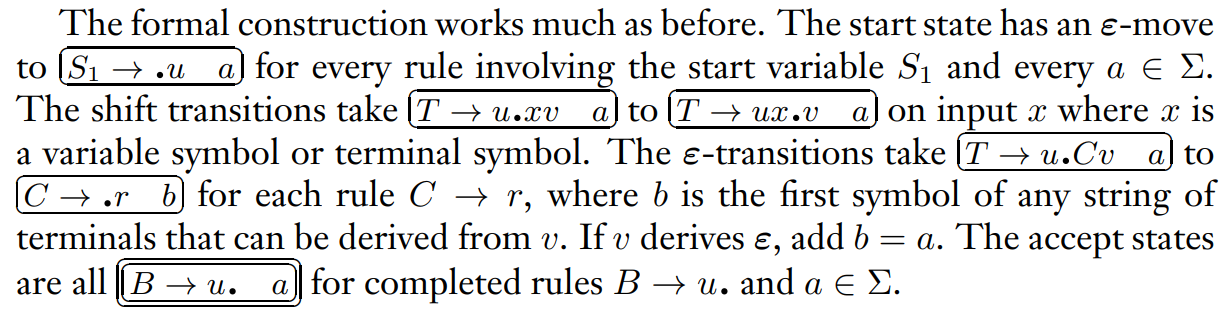 The formal construction works much as before. The start state has an ε-move
to S₁ → .u a for every rule involving the start variable S₁ and every a ∈ Σ.
The shift transitions take T → u.xv a to T → ux.v a on input x where x is
a variable symbol or terminal symbol. The ε-transitions take T → u.Cv a to
C → .r b for each rule C → r, where b is the first symbol of any string of
terminals that can be derived from v. If v derives ε, add b = a. The accept states
are all B → u. a for completed rules B → u. and a ∈ Σ.